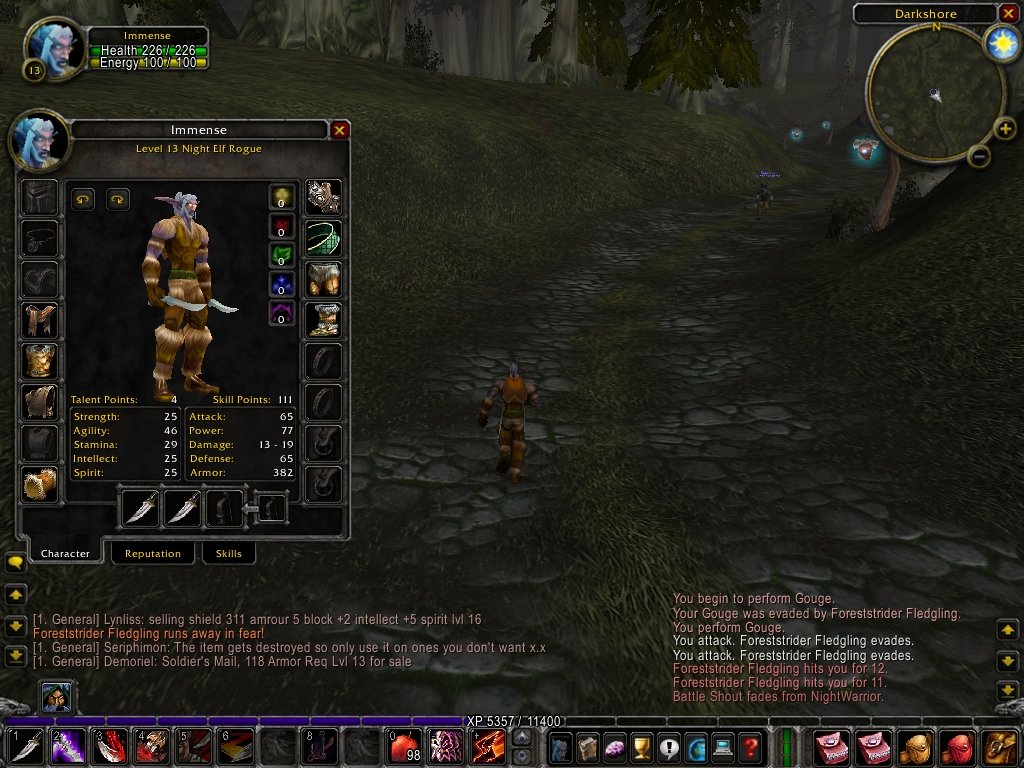 Immense
Health 226 / 226
Energy 100 / 100
13
Darkshore
N
Immense
Level 13 Night Elf Rogue
0
0
0
0
0
Talent Points: 4
Skill Points: 111
Strength: 25
Agility: 46
Stamina: 29
Intellect: 25
Spirit: 25
Attack: 65
Power: 77
Damage: 13 - 19
Defense: 65
Armor: 382
Character
Reputation
Skills
[1. General] Lynliss: selling shield 311 amrour 5 block +2 intellect +5 spirit lvl 16
Foreststrider Fledgling runs away in fear!
[1. General] Seriphimon: The item gets destroyed so only use it on ones you don't want x.x
[1. General] Demoriel: Soldier's Mail, 118 Armor Req Lvl 13 for sale
You begin to perform Gouge.
Your Gouge was evaded by Foreststrider Fledgling.
You perform Gouge.
You attack. Foreststrider Fledgling evades.
You attack. Foreststrider Fledgling evades.
Foreststrider Fledgling hits you for 12.
Foreststrider Fledgling hits you for 11.
Battle Shout fades from NightWarrior.
XP 5357 / 11400
1
2
3
4
5
6
8
0
98